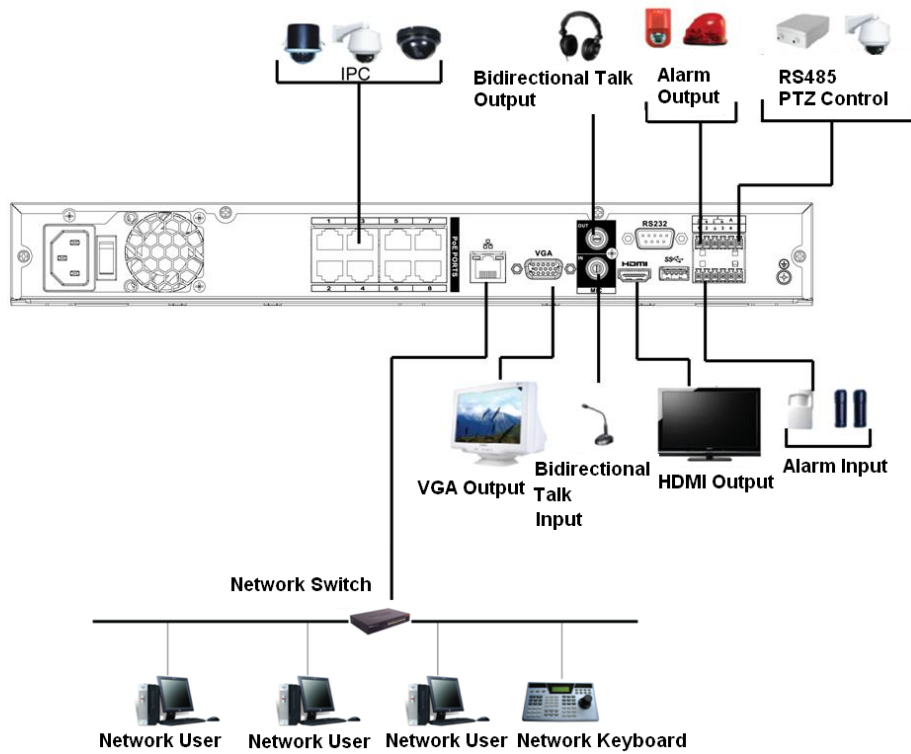 IPC
Bidirectional Talk
Output
Alarm
Output
RS485
PTZ Control
1 3 5 7
2 4 6 8
PoE PORTS
VGA
OUT
IN
MIC
RS232
HDMI
SS
A
VGA Output
Bidirectional
Talk
Input
HDMI Output
Alarm Input
Network Switch
Network User
Network User
Network User
Network Keyboard